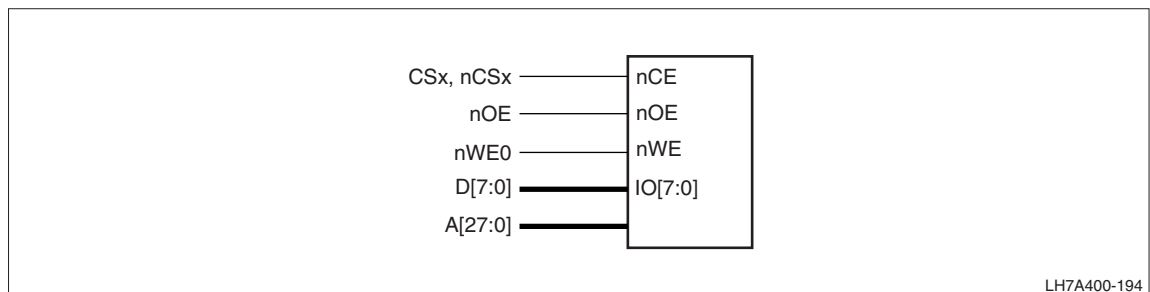 CSx, nCSx nCE
nOE nOE
nWE0 nWE
D[7:0] IO[7:0]
A[27:0]
LH7A400-194